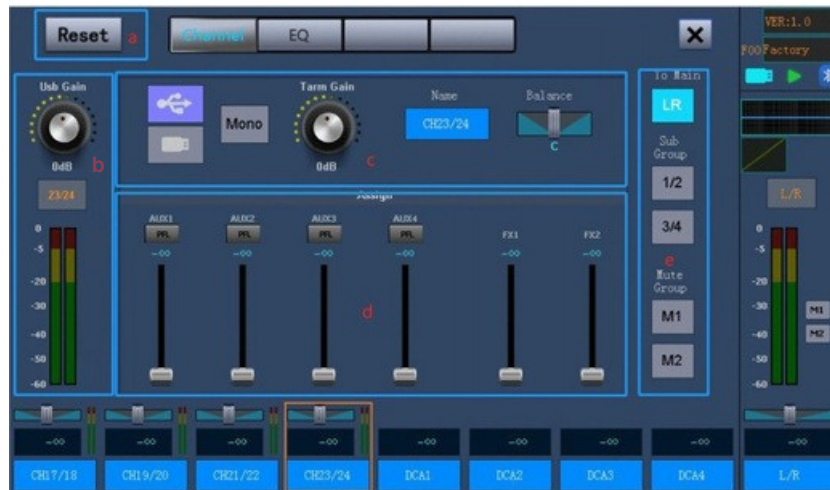 Reset a Channel EQ
VER:1.0
FOOFactory
Usb Gain
0dB b
23/24
0
-5
-20
-30
-40
-50
-60
Mono
Tarm Gain
0dB c
Name
CH23/24
Balance
C
To Main
LR
Sub
Group
1/2
3/4
e
Mute
Group
M1
M2
Assign
AUX1 AUX2 AUX3 AUX4
PFL PFL PFL PFL FX1 FX2
-∞ -∞ -∞ -∞ -∞ -∞
d
L/R
0
-5
-20
-30
-40
-50
-60
M1
M2
-∞ -∞ -∞ -∞ -∞ -∞ -∞ -∞ -∞
CH17/18 CH19/20 CH21/22 CH23/24 DCA1 DCA2 DCA3 DCA4 L/R